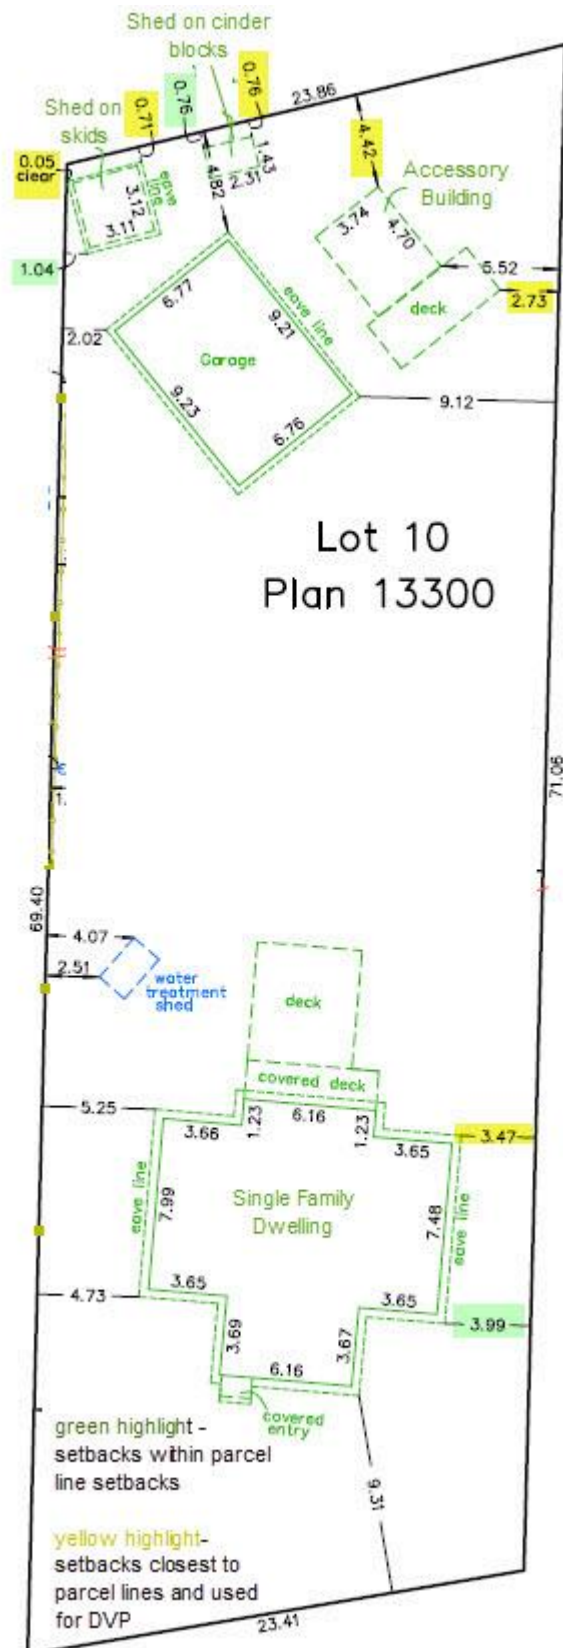 Shed on cinder
blocks
Shed on
skids
0.05
clear
0.71
0.76
0.76
23.86
4.42
Accessory
Building
1.43
2.31
4.82
3.12
3.11
eave
line
3.74
4.70
1.04
5.52
2.73
deck
6.77
eave line
9.21
2.02
Garage
9.23
6.76
9.12
Lot 10
Plan 13300
71.06
69.40
4.07
2.51
water
treatment
shed
deck
covered deck
5.25
3.66
1.23
6.16
1.23
3.65
3.47
eave line
7.99
Single Family
Dwelling
7.48
eave line
4.73
3.65
3.65
3.99
3.69
3.67
6.16
covered
entry
green highlight -
setbacks within parcel
line setbacks
9.31
yellow highlight-
setbacks closest to
parcel lines and used
for DVP
23.41